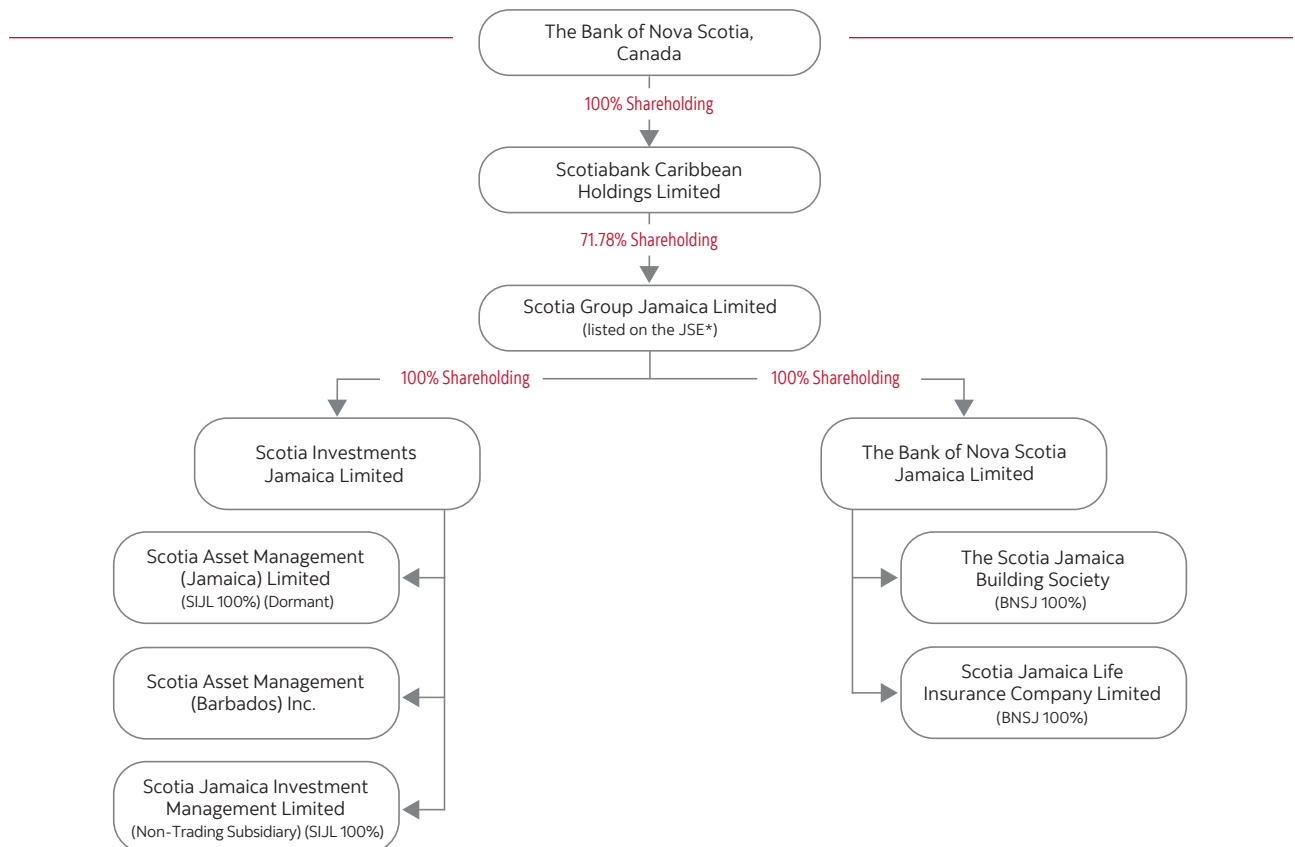 The Bank of Nova Scotia,
Canada
100% Shareholding
Scotiabank Caribbean
Holdings Limited
71.78% Shareholding
Scotia Group Jamaica Limited
(listed on the JSE*)
100% Shareholding
100% Shareholding
Scotia Investments
Jamaica Limited
The Bank of Nova Scotia
Jamaica Limited
Scotia Asset Management
(Jamaica) Limited
(SIJL 100%) (Dormant)
Scotia Asset Management
(Barbados) Inc.
Scotia Jamaica Investment
Management Limited
(Non-Trading Subsidiary) (SIJL 100%)
The Scotia Jamaica
Building Society
(BNSJ 100%)
Scotia Jamaica Life
Insurance Company Limited
(BNSJ 100%)